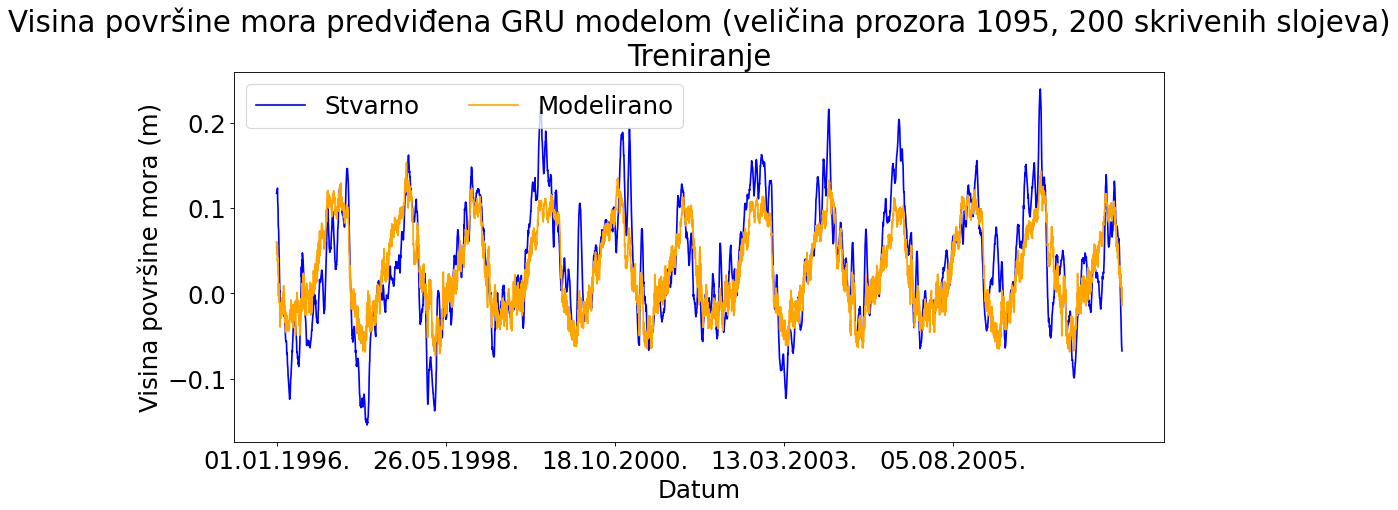 Visina površine mora predviđena GRU modelom (veličina prozora 1095, 200 skrivenih slojeva)
Treniranje
Stvarno Modelirano
Visina površine mora (m)
0.2
0.1
0.0
−0.1
01.01.1996. 26.05.1998. 18.10.2000. 13.03.2003. 05.08.2005.
Datum